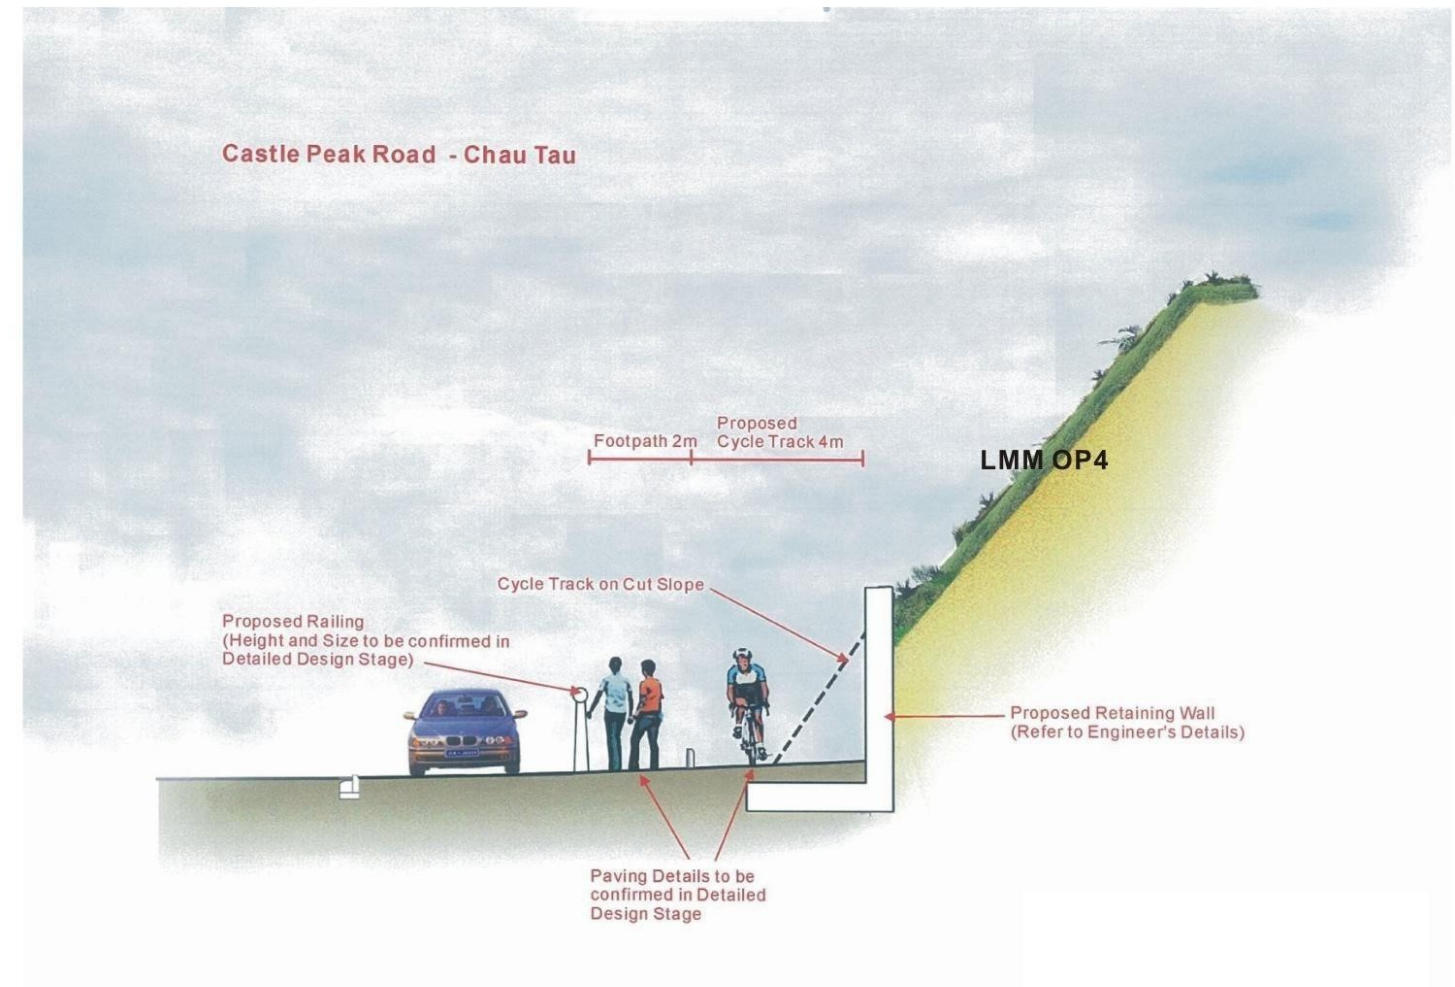 Castle Peak Road - Chau Tau
Proposed
Footpath 2m Cycle Track 4m
LMM OP4
Cycle Track on Cut Slope
Proposed Railing
(Height and Size to be confirmed in
Detailed Design Stage)
Proposed Retaining Wall
(Refer to Engineer's Details)
Paving Details to be
confirmed in Detailed
Design Stage